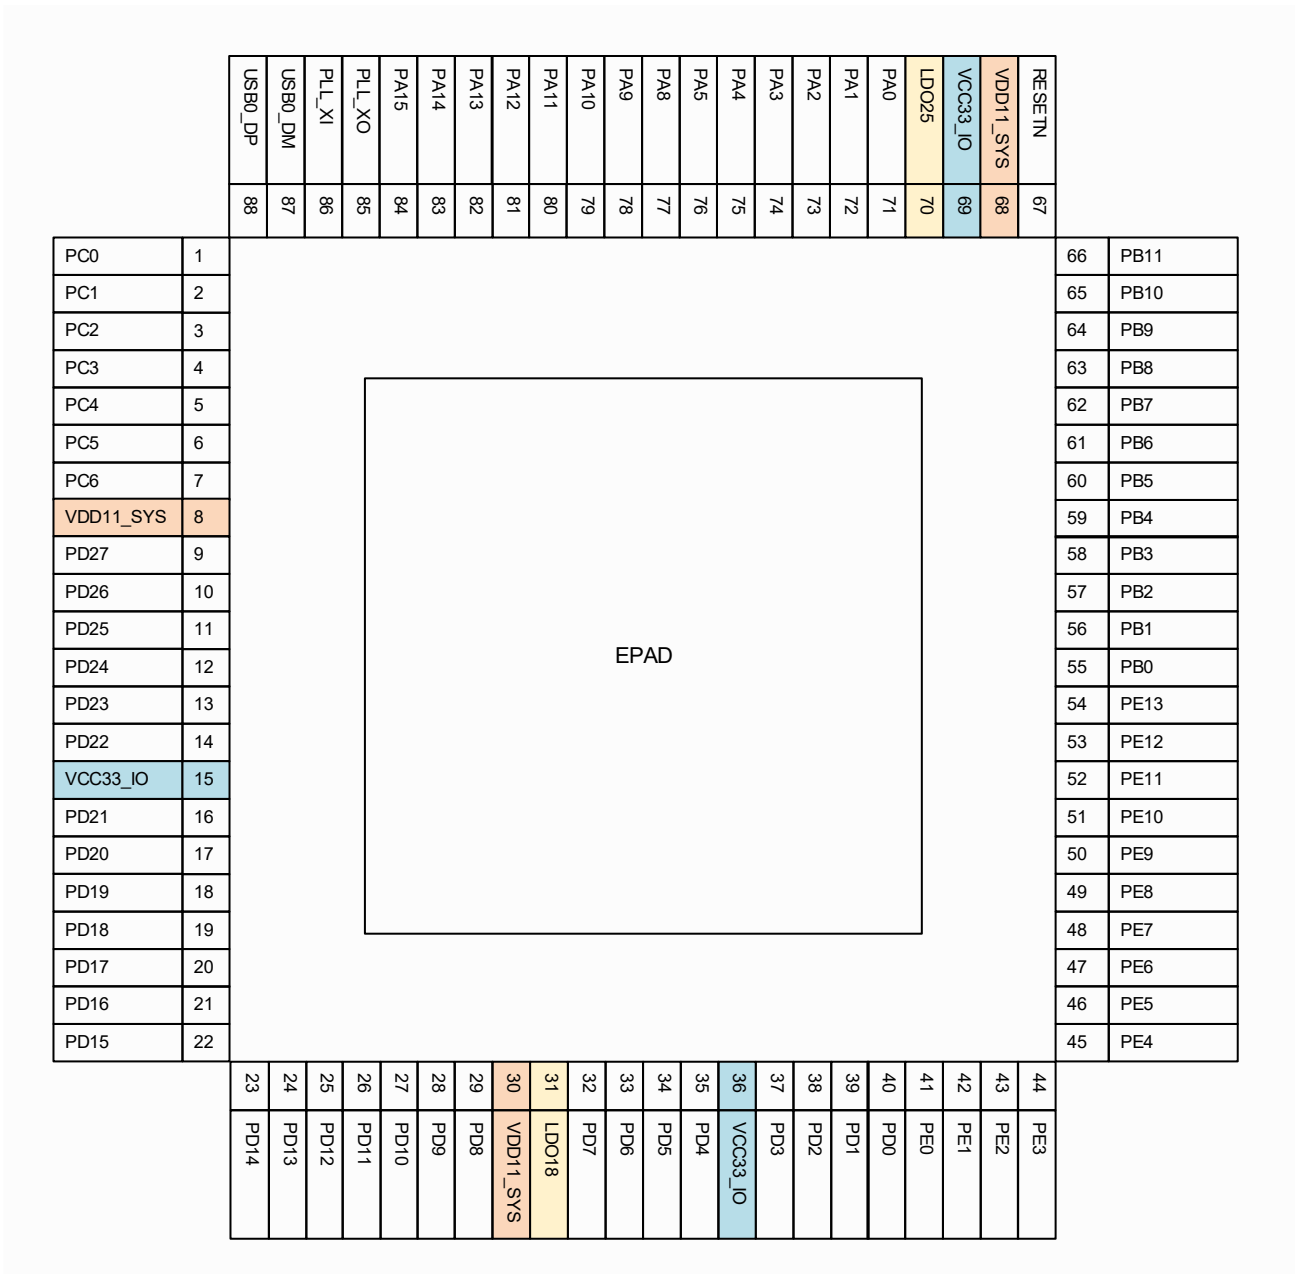 USB0_DP
USB0_DM
PLL_XI
PLL_XO
PA15
PA14
PA13
PA12
PA11
PA10
PA9
PA8
PA5
PA4
PA3
PA2
PA1
PA0
LDO25
VCC33_IO
VDD11_SYS
RESETN
88
87
86
85
84
83
82
81
80
79
78
77
76
75
74
73
72
71
70
69
68
67
PC0 1
PC1 2
PC2 3
PC3 4
PC4 5
PC5 6
PC6 7
VDD11_SYS 8
PD27 9
PD26 10
PD25 11
PD24 12
PD23 13
PD22 14
VCC33_IO 15
PD21 16
PD20 17
PD19 18
PD18 19
PD17 20
PD16 21
PD15 22
EPAD
66 PB11
65 PB10
64 PB9
63 PB8
62 PB7
61 PB6
60 PB5
59 PB4
58 PB3
57 PB2
56 PB1
55 PB0
54 PE13
53 PE12
52 PE11
51 PE10
50 PE9
49 PE8
48 PE7
47 PE6
46 PE5
45 PE4
23
24
25
26
27
28
29
30
31
32
33
34
35
36
37
38
39
40
41
42
43
44
PD14
PD13
PD12
PD11
PD10
PD9
PD8
VDD11_SYS
LDO18
PD7
PD6
PD5
PD4
VCC33_IO
PD3
PD2
PD1
PD0
PE0
PE1
PE2
PE3